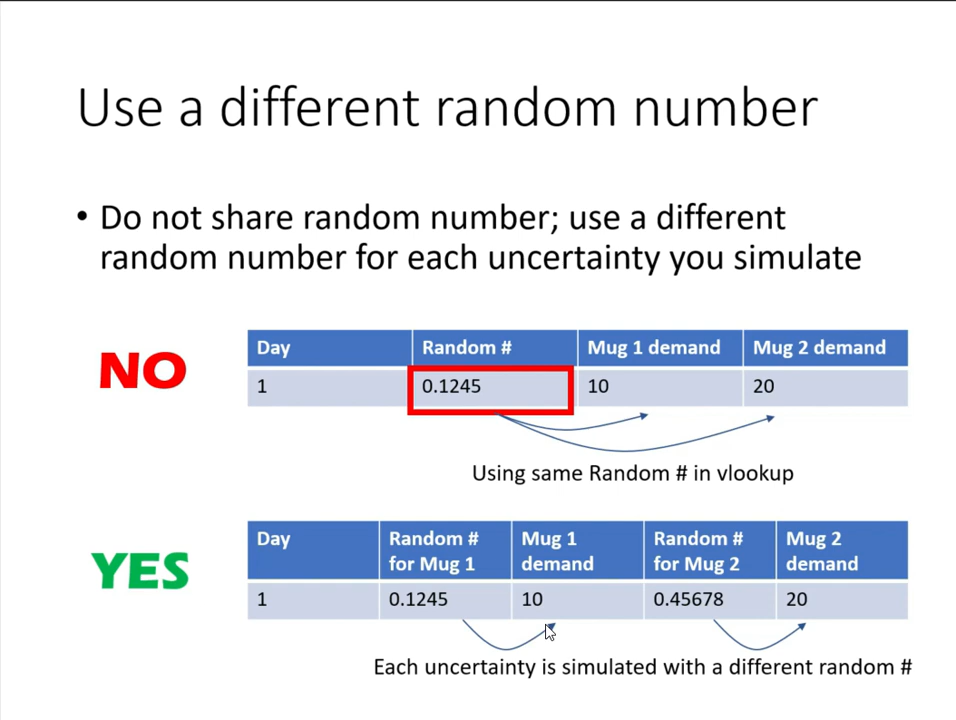 Use a different random number
• Do not share random number; use a different
random number for each uncertainty you simulate
NO
Day Random # Mug 1 demand Mug 2 demand
1 0.1245 10 20
Using same Random # in vlookup
YES
Day Random # for Mug 1 Mug 1 demand Random # for Mug 2 Mug 2 demand
1 0.1245 10 0.45678 20
Each uncertainty is simulated with a different random #